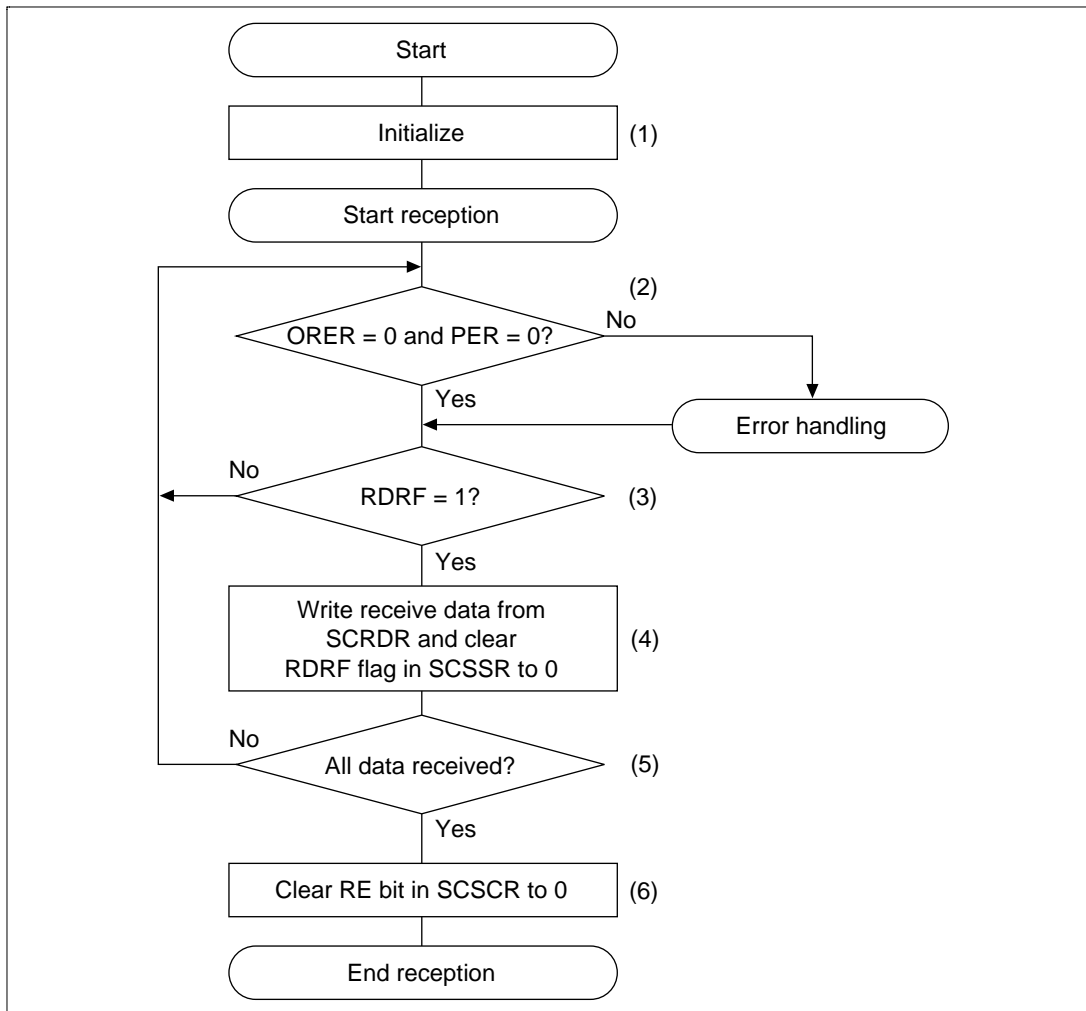 Start
Initialize
(1)
Start reception
(2)
ORER = 0 and PER = 0?
No
Yes
Error handling
No
RDRF = 1?
(3)
Yes
Write receive data from
SCRDR and clear
RDRF flag in SCSSR to 0
(4)
No
All data received?
(5)
Yes
Clear RE bit in SCSCR to 0
(6)
End reception